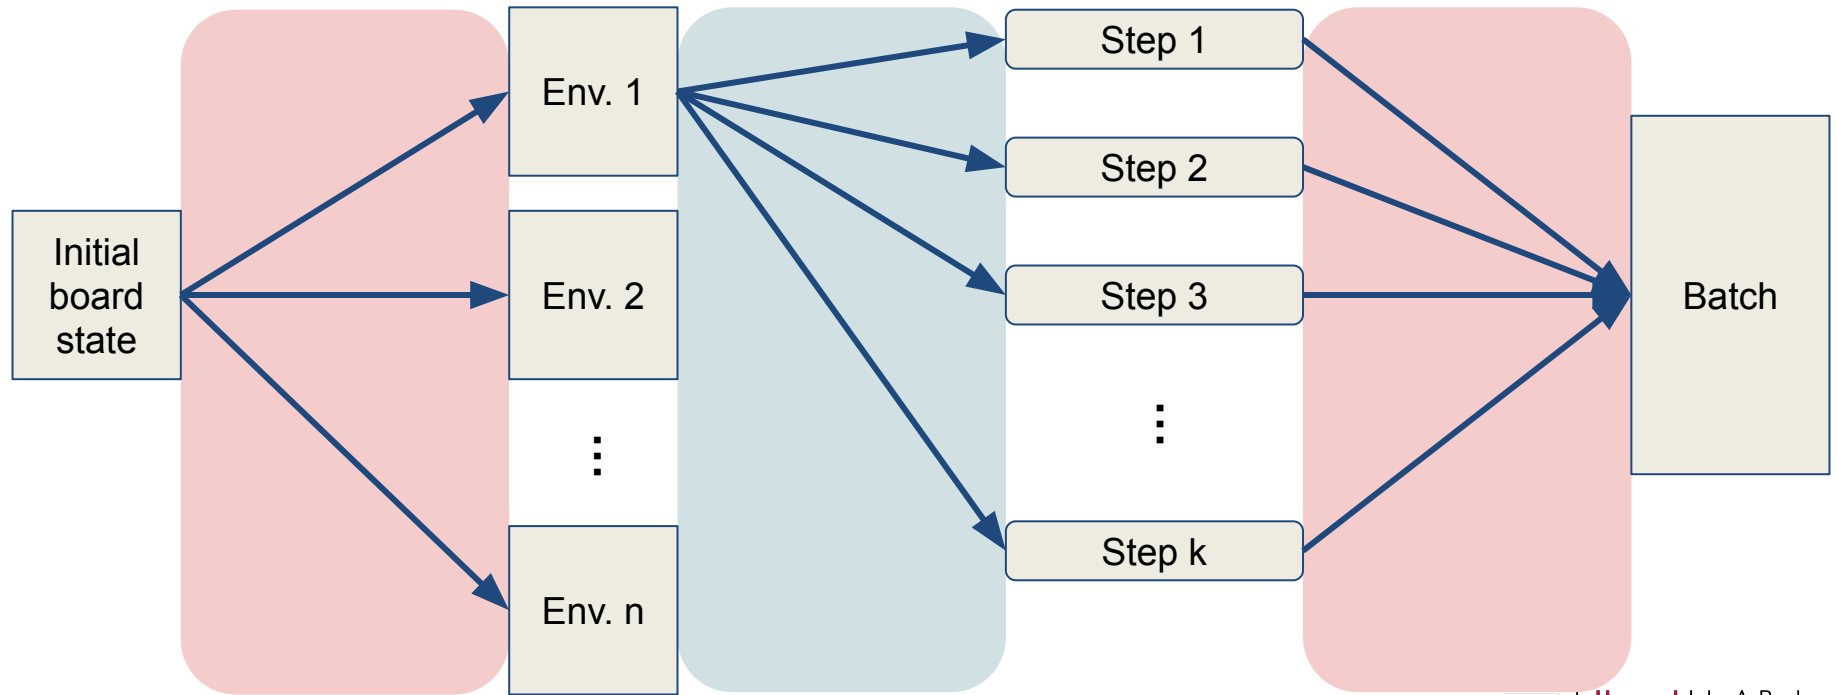 Initial
board
state
Env. 1
Env. 2
⋮
Env. n
Step 1
Step 2
Step 3
⋮
Step k
Batch